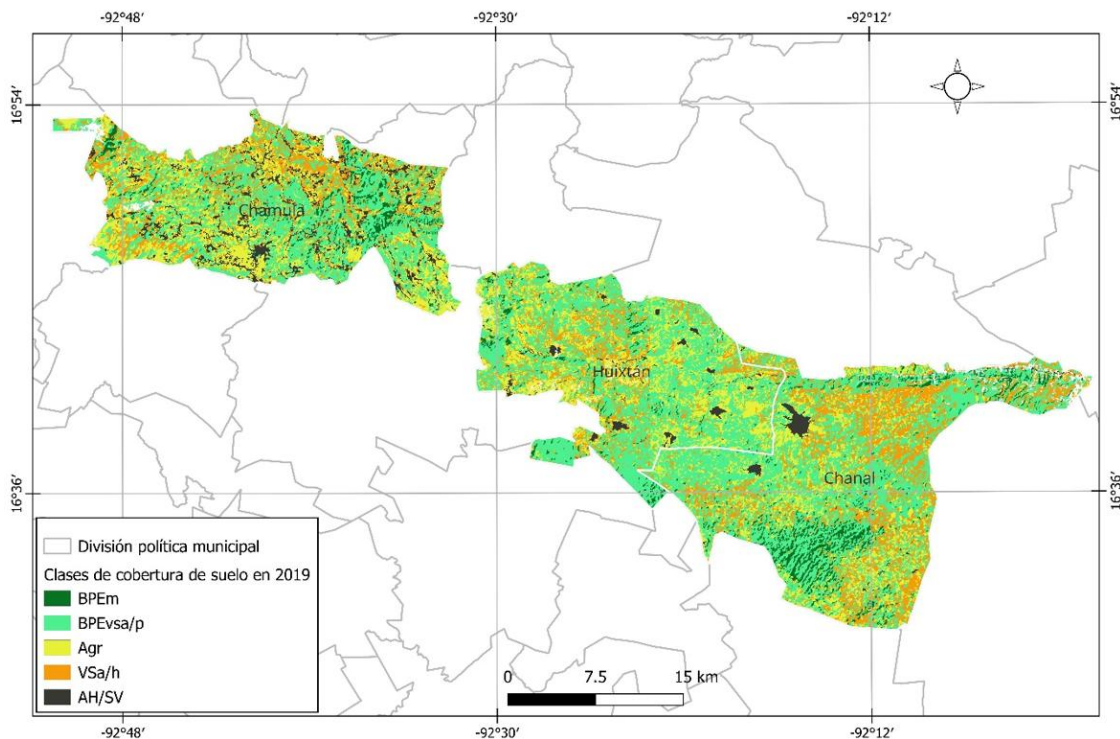 -92°48′ -92°30′ -92°12′
16°54′ 16°54′
Chamula
Huixtán
Chanal
16°36′ 16°36′
División política municipal
Clases de cobertura de suelo en 2019
BPEm
BPEvsa/p
Agr
VSa/h
AH/SV
0 7.5 15 km
-92°48′ -92°30′ -92°12′